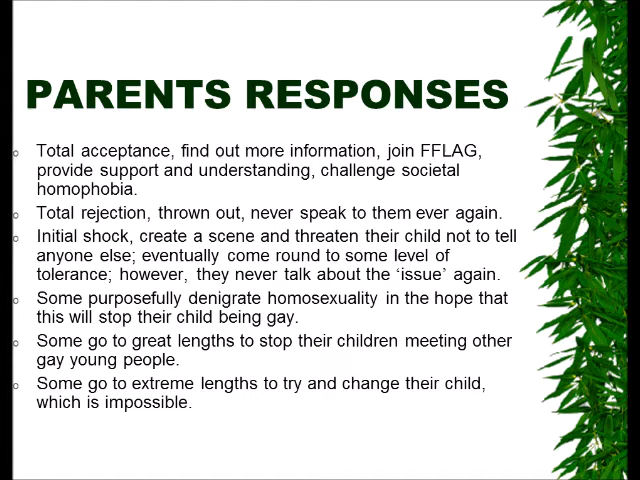 PARENTS RESPONSES
Total acceptance, find out more information, join FFLAG,
provide support and understanding, challenge societal
homophobia.
Total rejection, thrown out, never speak to them ever again.
Initial shock, create a scene and threaten their child not to tell
anyone else; eventually come round to some level of
tolerance; however, they never talk about the ‘issue’ again.
Some purposefully denigrate homosexuality in the hope that
this will stop their child being gay.
Some go to great lengths to stop their children meeting other
gay young people.
Some go to extreme lengths to try and change their child,
which is impossible.